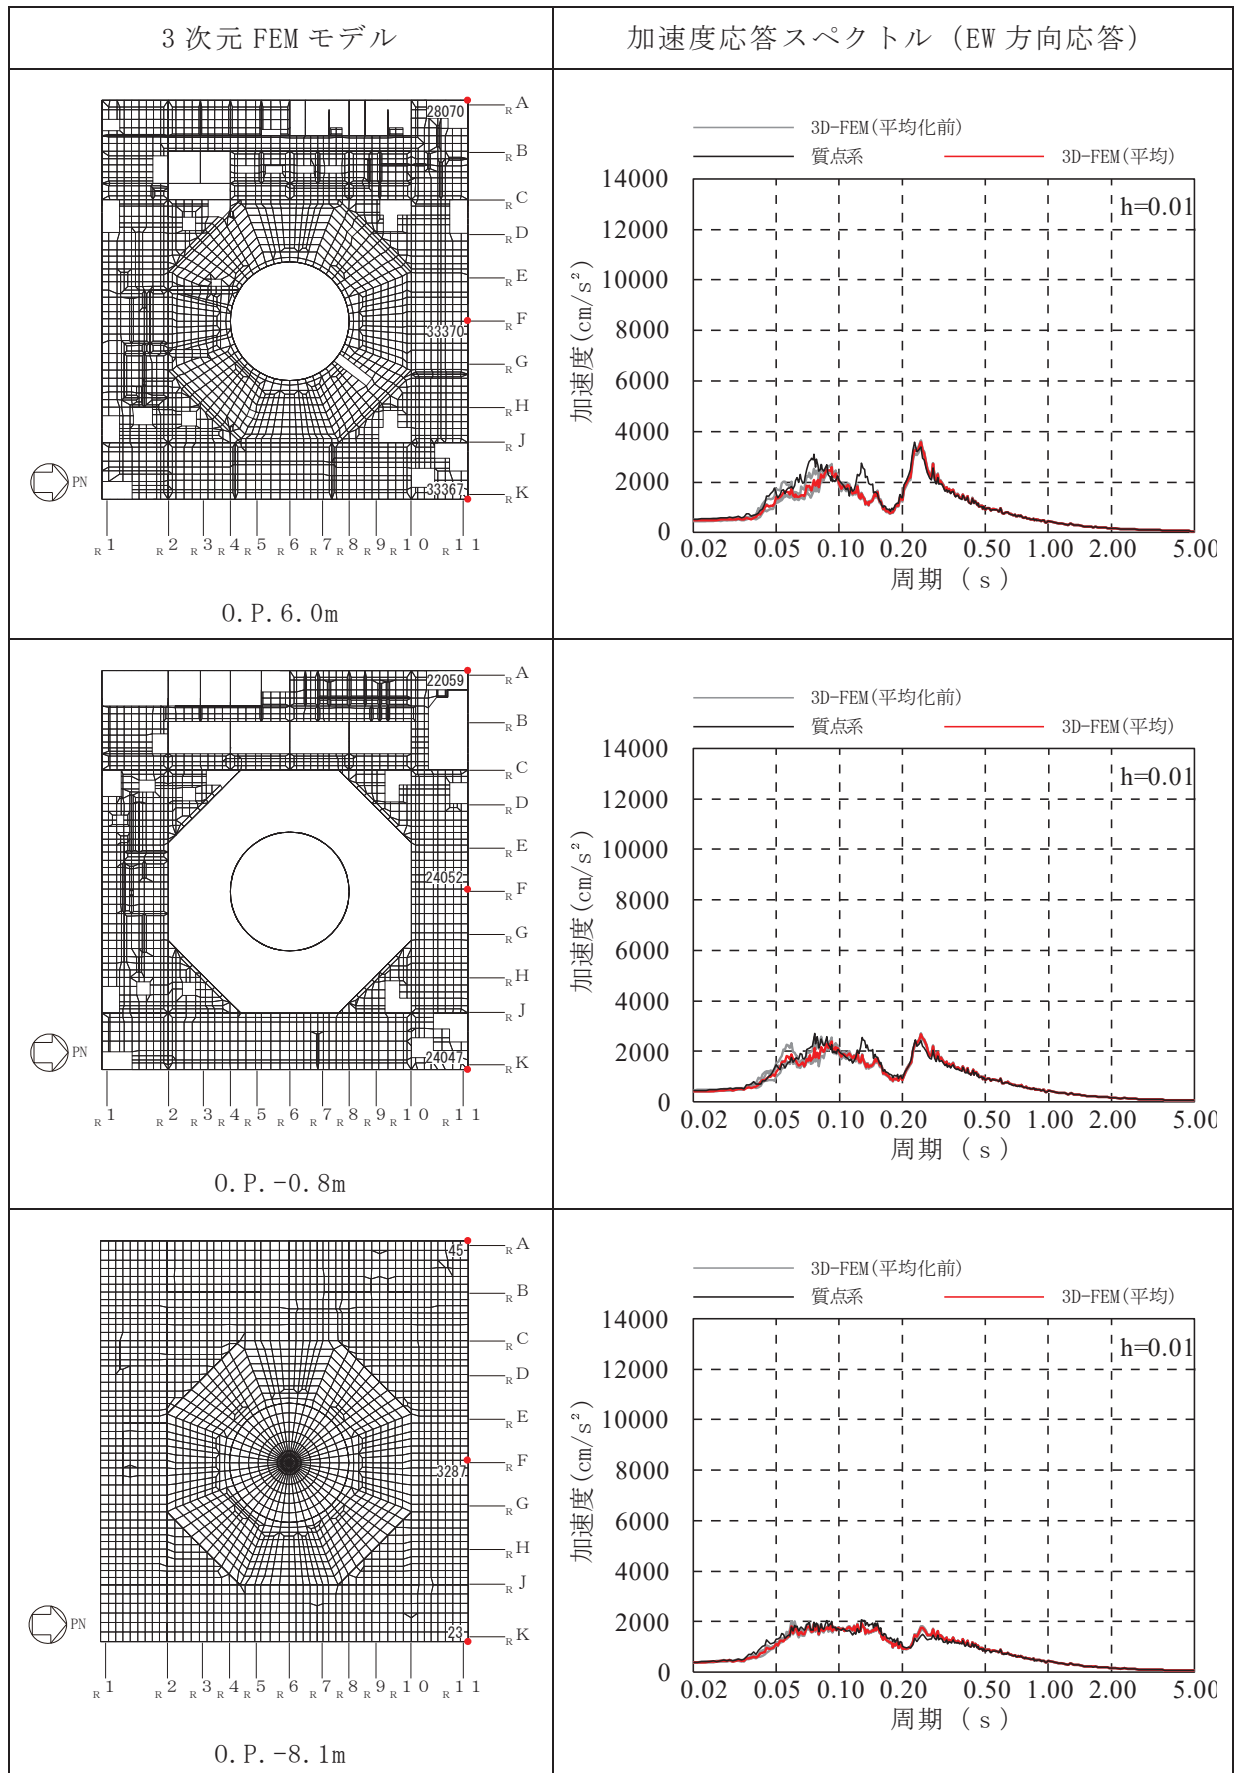 3次元 FEM モデル
加速度応答スペクトル（EW 方向応答）
28070
RA
RB
RC
RD
RE
RF
33370
RG
RH
RJ
33367
RK
PN
R1 R2 R3 R4 R5 R6 R7 R8 R9 R10 R11
O.P.6.0m
3D-FEM(平均化前)
質点系
3D-FEM(平均)
h=0.01
14000
12000
10000
8000
6000
4000
2000
0
加速度(cm/s²)
0.02 0.05 0.10 0.20 0.50 1.00 2.00 5.00
周期（s）
22059
RA
RB
RC
RD
RE
24052
RF
RG
RH
RJ
24047
RK
PN
R1 R2 R3 R4 R5 R6 R7 R8 R9 R10 R11
O.P.-0.8m
3D-FEM(平均化前)
質点系
3D-FEM(平均)
h=0.01
14000
12000
10000
8000
6000
4000
2000
0
加速度(cm/s²)
0.02 0.05 0.10 0.20 0.50 1.00 2.00 5.00
周期（s）
45
RA
RB
RC
RD
RE
RF
3287
RG
RH
RJ
23
RK
PN
R1 R2 R3 R4 R5 R6 R7 R8 R9 R10 R11
O.P.-8.1m
3D-FEM(平均化前)
質点系
3D-FEM(平均)
h=0.01
14000
12000
10000
8000
6000
4000
2000
0
加速度(cm/s²)
0.02 0.05 0.10 0.20 0.50 1.00 2.00 5.00
周期（s）